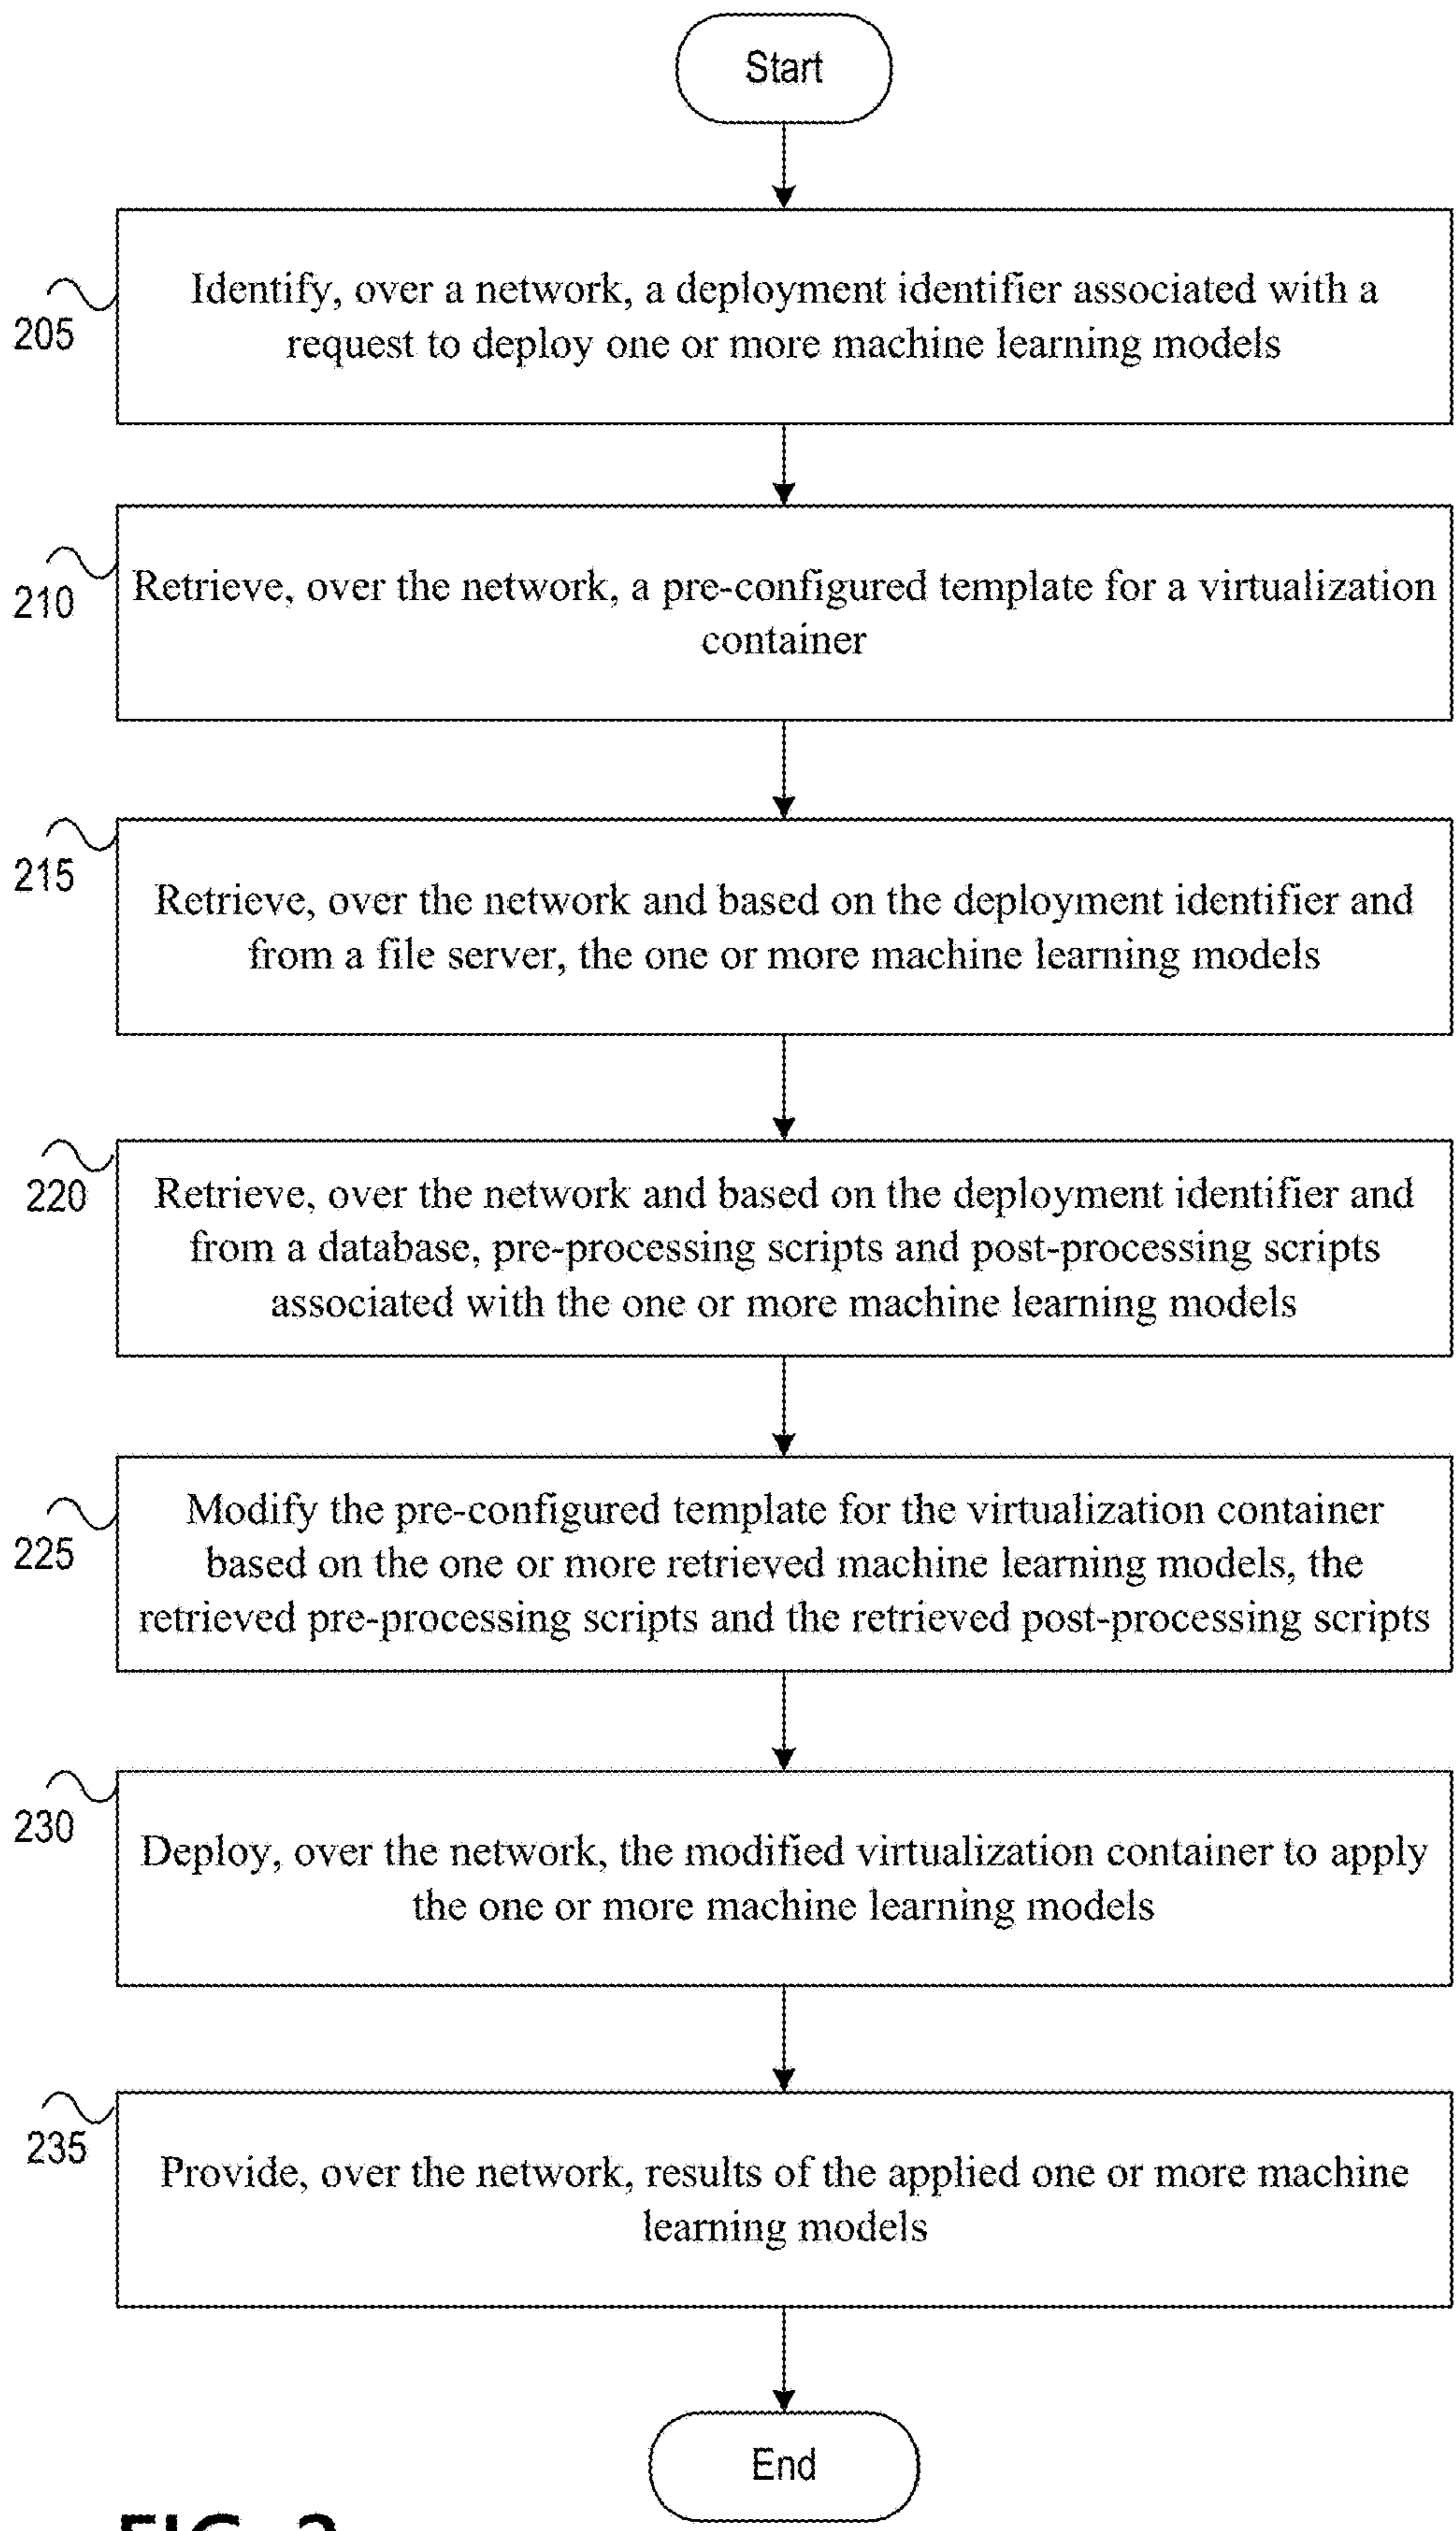 Start
205
Identify, over a network, a deployment identifier associated with a
request to deploy one or more machine learning models
210
Retrieve, over the network, a pre-configured template for a virtualization
container
215
Retrieve, over the network and based on the deployment identifier and
from a file server, the one or more machine learning models
220
Retrieve, over the network and based on the deployment identifier and
from a database, pre-processing scripts and post-processing scripts
associated with the one or more machine learning models
225
Modify the pre-configured template for the virtualization container
based on the one or more retrieved machine learning models, the
retrieved pre-processing scripts and the retrieved post-processing scripts
230
Deploy, over the network, the modified virtualization container to apply
the one or more machine learning models
235
Provide, over the network, results of the applied one or more machine
learning models
End